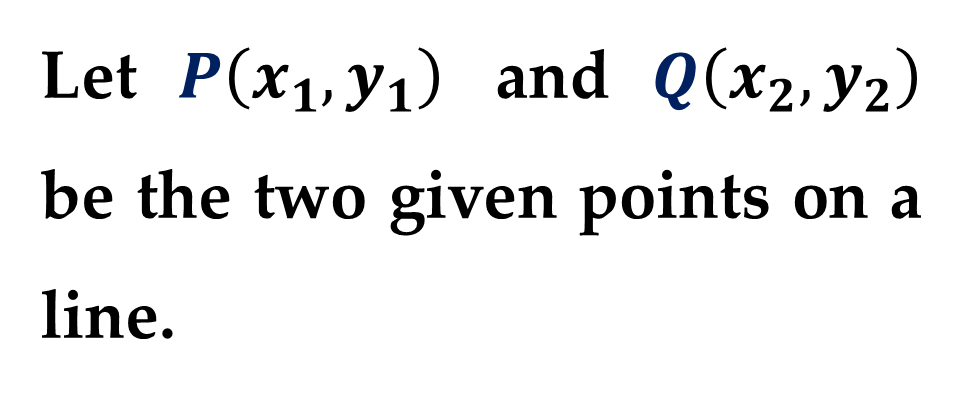 Let P(x₁, y₁) and Q(x₂, y₂)
be the two given points on a
line.